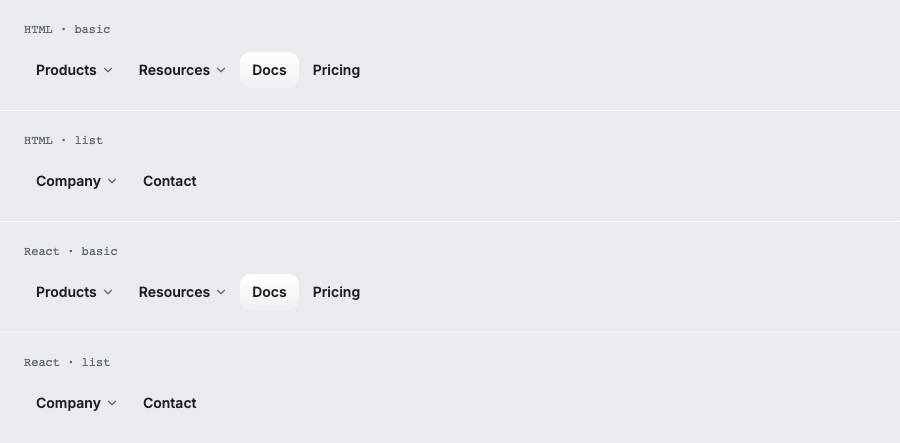 HTML · basic
Products Resources Docs Pricing
HTML · list
Company Contact
React · basic
Products Resources Docs Pricing
React · list
Company Contact